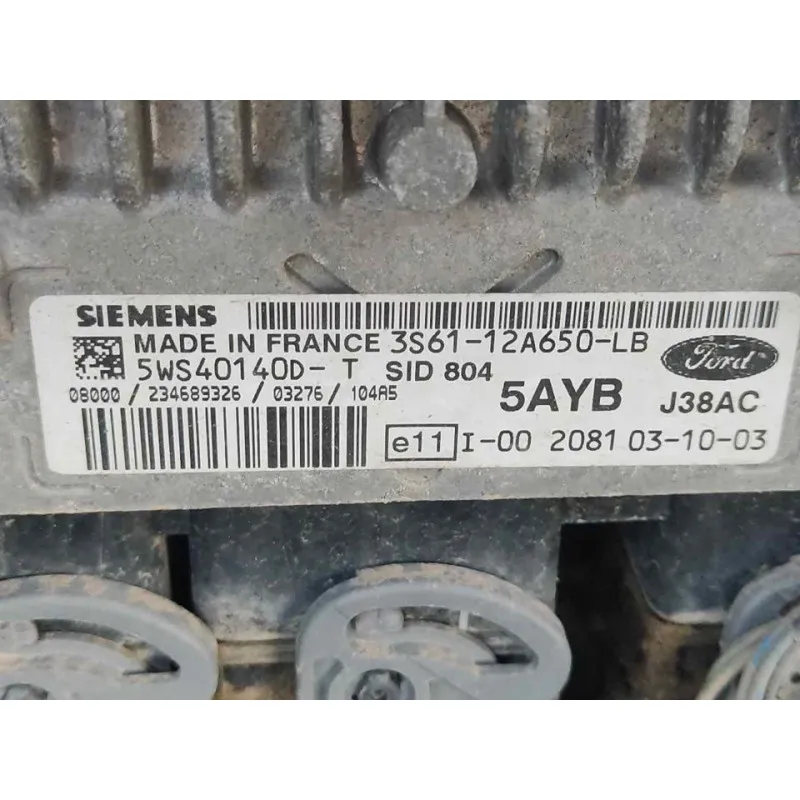 SIEMENS
MADE IN FRANCE 3S61-12A650-LB
5WS40140D-T SID 804
Ford
08000 / 234689326 / 03276 / 104A5
5AYB J38AC
e11 I-00 2081 03-10-03